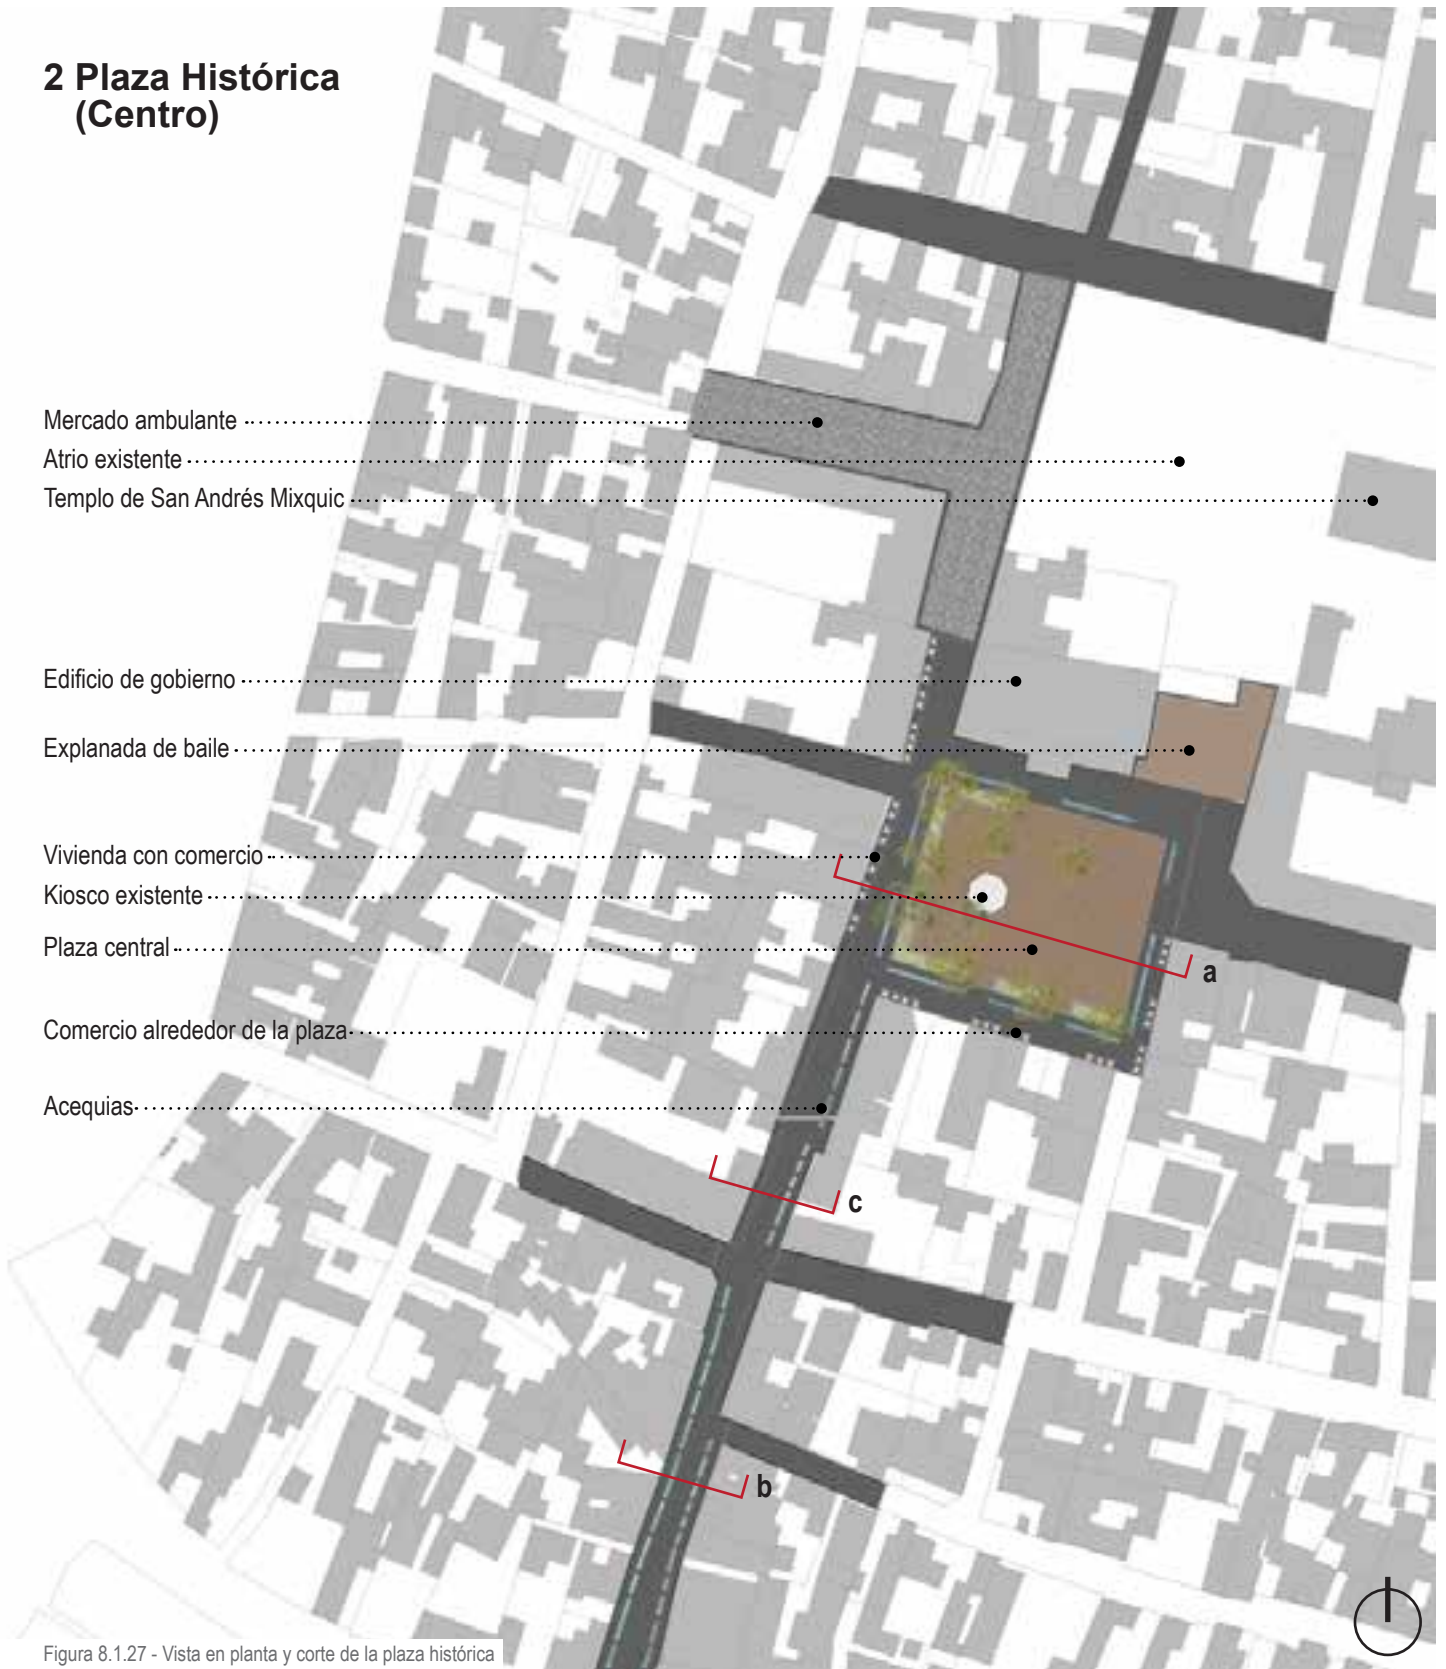 2 Plaza Histórica
(Centro)
Mercado ambulante
Atrio existente
Templo de San Andrés Mixquic
Edificio de gobierno
Explanada de baile
Vivienda con comercio
Kiosco existente
Plaza central
a
Comercio alrededor de la plaza
Acequias
c
b
Figura 8.1.27 - Vista en planta y corte de la plaza histórica